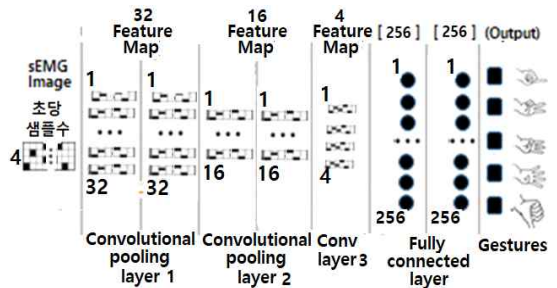 32
Feature
Map
16
Feature
Map
4
Feature
Map
[ 256 ]
[ 256 ]
(Output)
sEMG
Image
초당
샘플수
4
1
1
1
1
1
1
1
32
32
16
16
4
256
256
Convolutional
pooling
layer 1
Convolutional
pooling
layer 2
Conv
layer3
Fully
connected
layer
Gestures